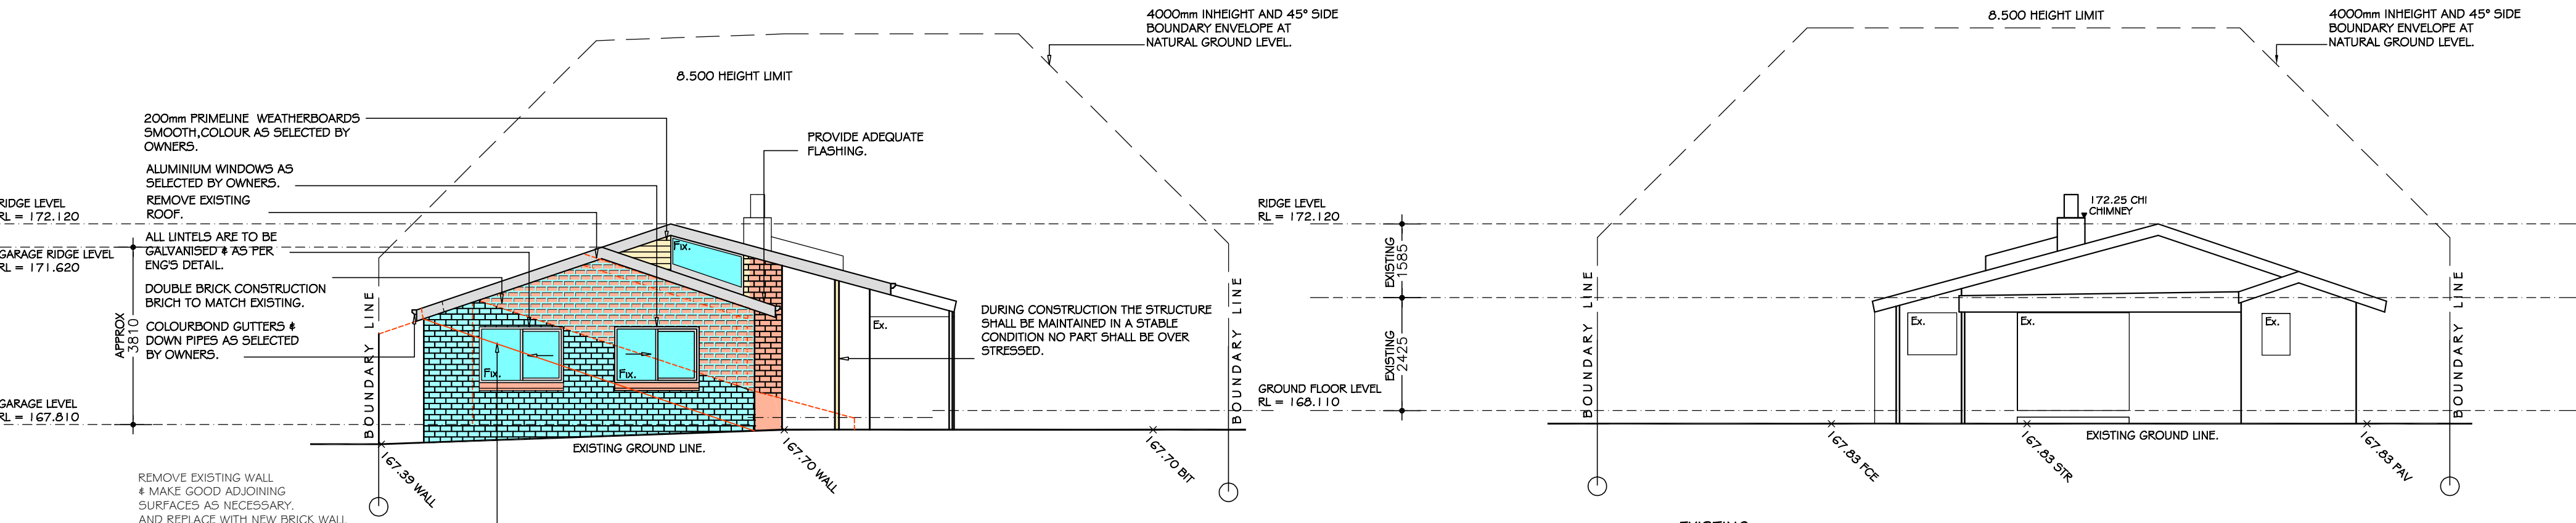 4000mm INHEIGHT AND 45° SIDE
BOUNDARY ENVELOPE AT
NATURAL GROUND LEVEL.
8.500 HEIGHT LIMIT
200mm PRIMELINE WEATHERBOARDS
SMOOTH,COLOUR AS SELECTED BY
OWNERS.
PROVIDE ADEQUATE
FLASHING.
ALUMINIUM WINDOWS AS
SELECTED BY OWNERS.
REMOVE EXISTING
ROOF.
RIDGE LEVEL
RL = 172.120
ALL LINTELS ARE TO BE
GALVANISED & AS PER
ENG'S DETAIL.
GARAGE RIDGE LEVEL
RL = 171.620
DOUBLE BRICK CONSTRUCTION
BRICH TO MATCH EXISTING.
COLOURBOND GUTTERS &
DOWN PIPES AS SELECTED
BY OWNERS.
APPROX
3810
GARAGE LEVEL
RL = 167.810
BOUNDARY LINE
Fix.
Fix.
Fix.
Ex.
DURING CONSTRUCTION THE STRUCTURE
SHALL BE MAINTAINED IN A STABLE
CONDITION NO PART SHALL BE OVER
STRESSED.
BOUNDARY LINE
EXISTING GROUND LINE.
167.39 WALL
167.70 WALL
167.70 BIT
REMOVE EXISTING WALL
& MAKE GOOD ADJOINING
SURFACES AS NECESSARY,
AND REPLACE WITH NEW BRICK WALL
RIDGE LEVEL
RL = 172.120
EXISTING
1585
EXISTING
2425
GROUND FLOOR LEVEL
RL = 168.110
8.500 HEIGHT LIMIT
4000mm INHEIGHT AND 45° SIDE
BOUNDARY ENVELOPE AT
NATURAL GROUND LEVEL.
172.25 CHI
CHIMNEY
BOUNDARY LINE
Ex.
Ex.
Ex.
BOUNDARY LINE
EXISTING GROUND LINE.
167.83 FCE
167.83 STR
167.83 PAV
EXISTING